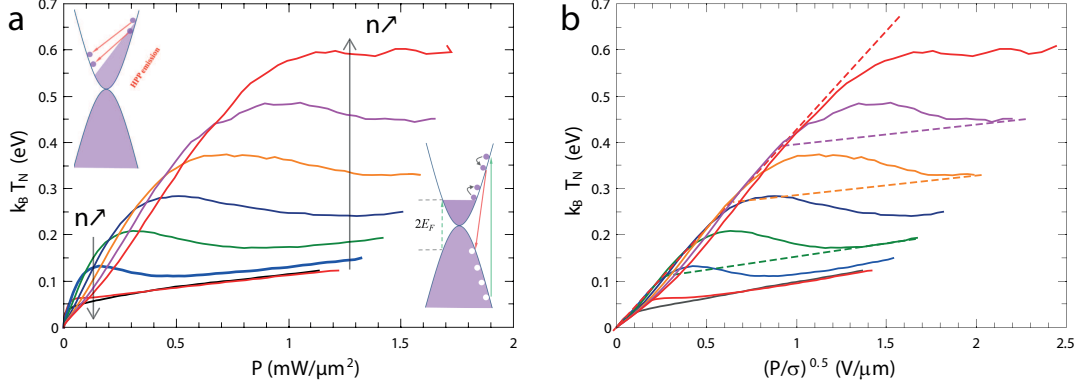 a
n↗
HPP emission
n↗
2E_F
k_B T_N (eV)
0.6
0.5
0.4
0.3
0.2
0.1
0
0
0.5
1
1.5
2
P (mW/μm²)
b
k_B T_N (eV)
0.6
0.5
0.4
0.3
0.2
0.1
0
0.0
0.5
1
1.5
2.0
2.5
(P/σ)^0.5 (V/μm)